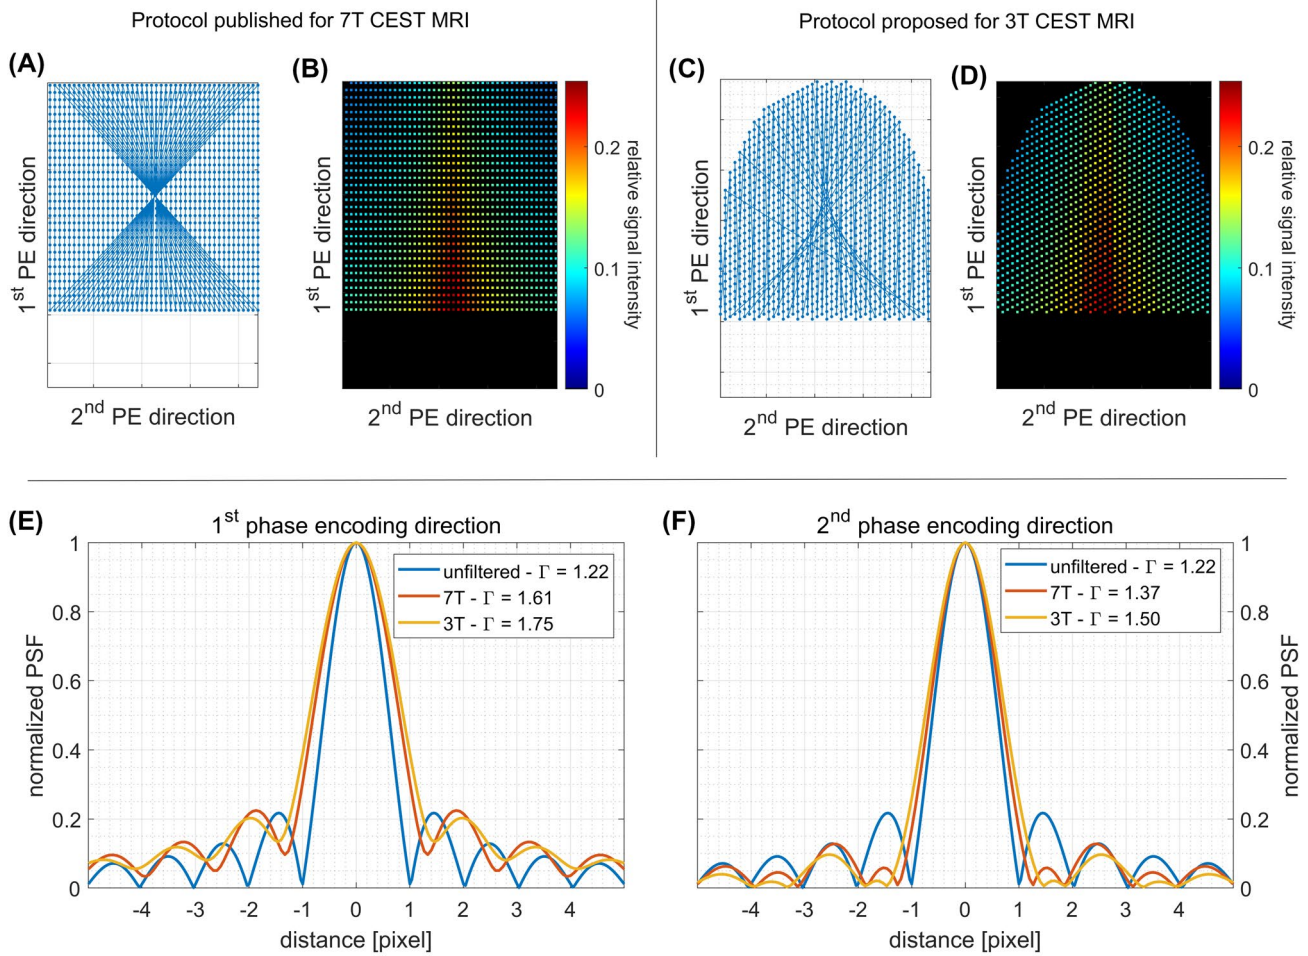 Protocol published for 7T CEST MRI
Protocol proposed for 3T CEST MRI
(A)
1st PE direction
2nd PE direction
(B)
1st PE direction
2nd PE direction
0.2
0.1
0
relative signal intensity
(C)
1st PE direction
2nd PE direction
(D)
1st PE direction
2nd PE direction
0.2
0.1
0
relative signal intensity
(E)
1st phase encoding direction
unfiltered - Γ = 1.22
7T - Γ = 1.61
3T - Γ = 1.75
normalized PSF
1
0.8
0.6
0.4
0.2
0
-4 -3 -2 -1 0 1 2 3 4
distance [pixel]
(F)
2nd phase encoding direction
unfiltered - Γ = 1.22
7T - Γ = 1.37
3T - Γ = 1.50
1
0.8
0.6
0.4
0.2
0
normalized PSF
-4 -3 -2 -1 0 1 2 3 4
distance [pixel]